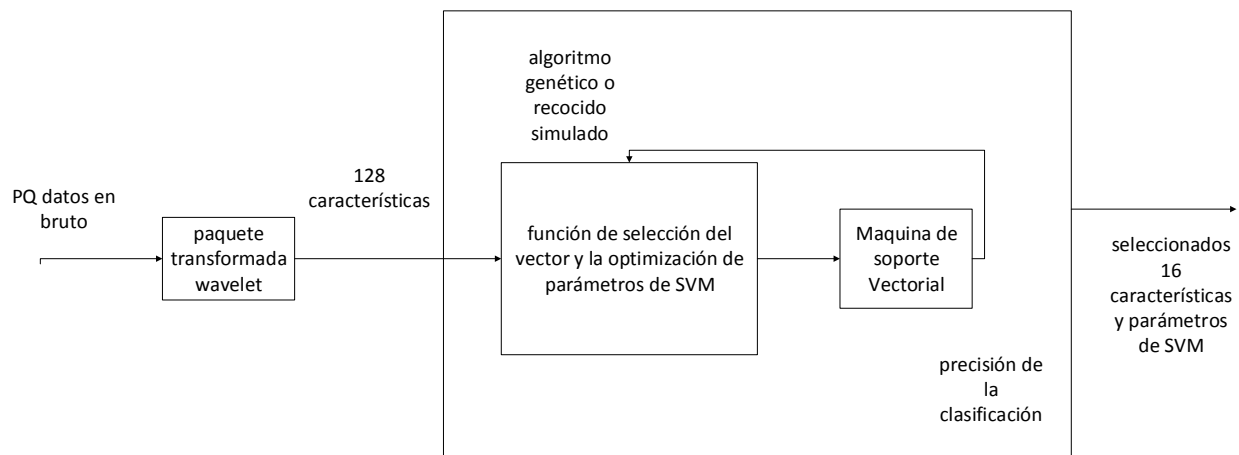 PQ datos en
bruto
paquete
transformada
wavelet
128
características
algoritmo
genético o
recocido
simulado
función de selección del
vector y la optimización de
parámetros de SVM
Maquina de
soporte
Vectorial
precisión de
la
clasificación
seleccionados
16
características
y parámetros
de SVM